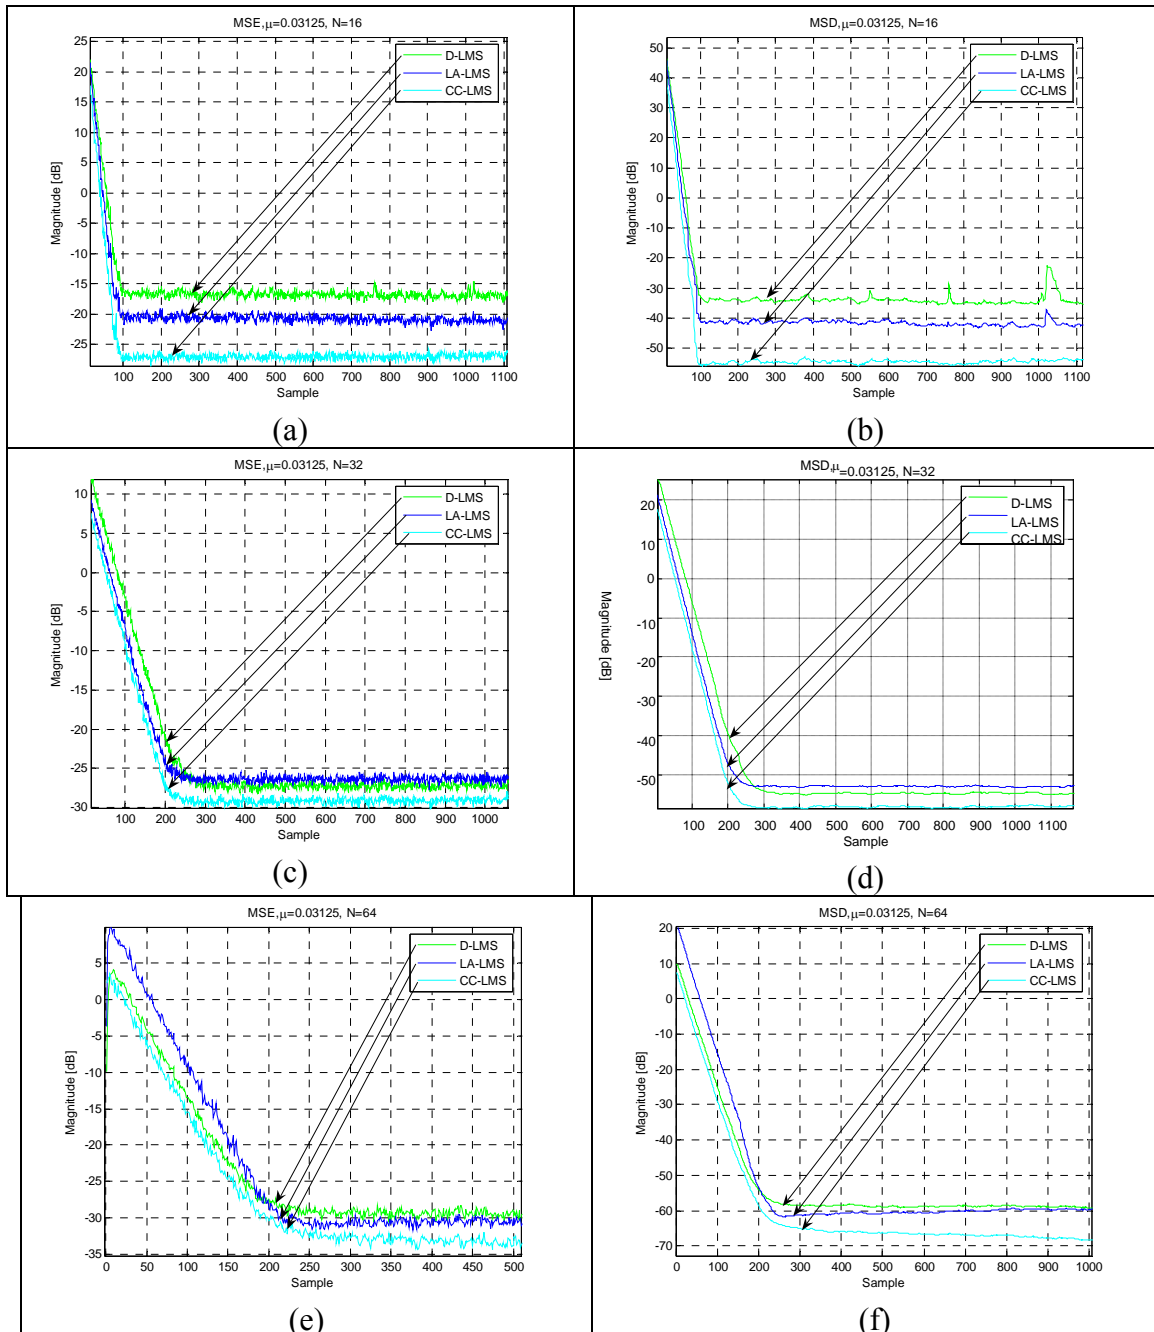 MSE,μ=0.03125, N=16
25
20
15
10
5
0
-5
-10
-15
-20
-25
Magnitude [dB]
D-LMS
LA-LMS
CC-LMS
100 200 300 400 500 600 700 800 900 1000 1100
Sample
(a)
MSD,μ=0.03125, N=16
50
40
30
20
10
0
-10
-20
-30
-40
-50
Magnitude [dB]
D-LMS
LA-LMS
CC-LMS
100 200 300 400 500 600 700 800 900 1000 1100
Sample
(b)
MSE,μ=0.03125, N=32
10
5
0
-5
-10
-15
-20
-25
-30
Magnitude [dB]
D-LMS
LA-LMS
CC-LMS
100 200 300 400 500 600 700 800 900 1000
Sample
(c)
MSD,μ=0.03125, N=32
20
10
0
-10
-20
-30
-40
-50
Magnitude [dB]
D-LMS
LA-LMS
CC-LMS
100 200 300 400 500 600 700 800 900 1000 1100
Sample
(d)
MSE,μ=0.03125, N=64
5
0
-5
-10
-15
-20
-25
-30
-35
Magnitude [dB]
D-LMS
LA-LMS
CC-LMS
0 50 100 150 200 250 300 350 400 450 500
Sample
(e)
MSD,μ=0.03125, N=64
20
10
0
-10
-20
-30
-40
-50
-60
-70
Magnitude [dB]
D-LMS
LA-LMS
CC-LMS
0 100 200 300 400 500 600 700 800 900 1000
Sample
(f)